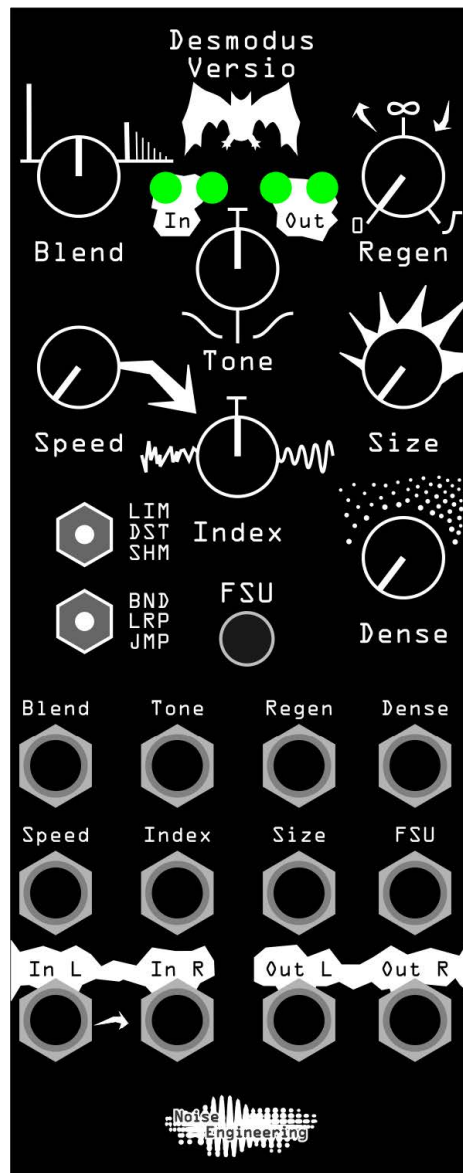 Desmodus
Versio
∞
In
Out
Blend
Regen
Tone
Speed
Size
LIM
DST
SHM
Index
BND
LRP
JMP
FSU
Dense
Blend Tone Regen Dense
Speed Index Size FSU
In L In R Out L Out R
Noise
Engineering